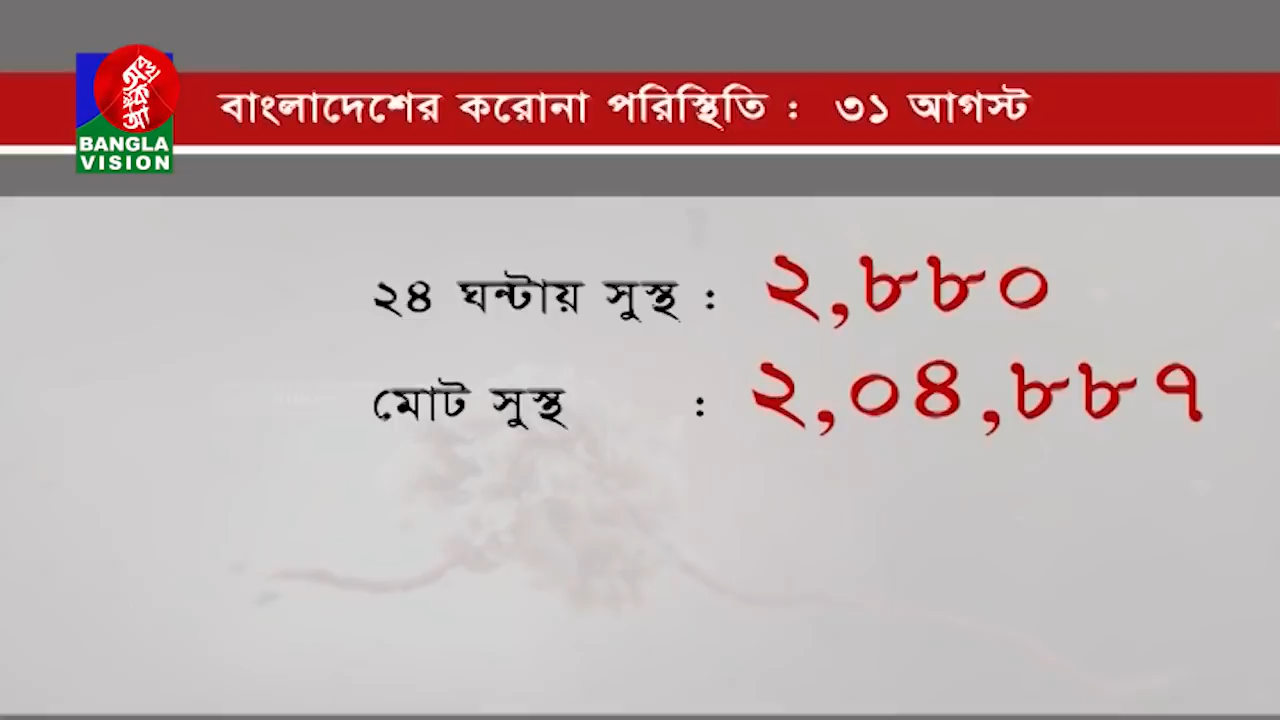 বাংলাদেশের করোনা পরিস্থিতি : ৩১ আগস্ট
BANGLA
VISION
২৪ ঘন্টায় সুস্থ : ২,৮৮০
মোট সুস্থ : ২,০৪,৮৮৭